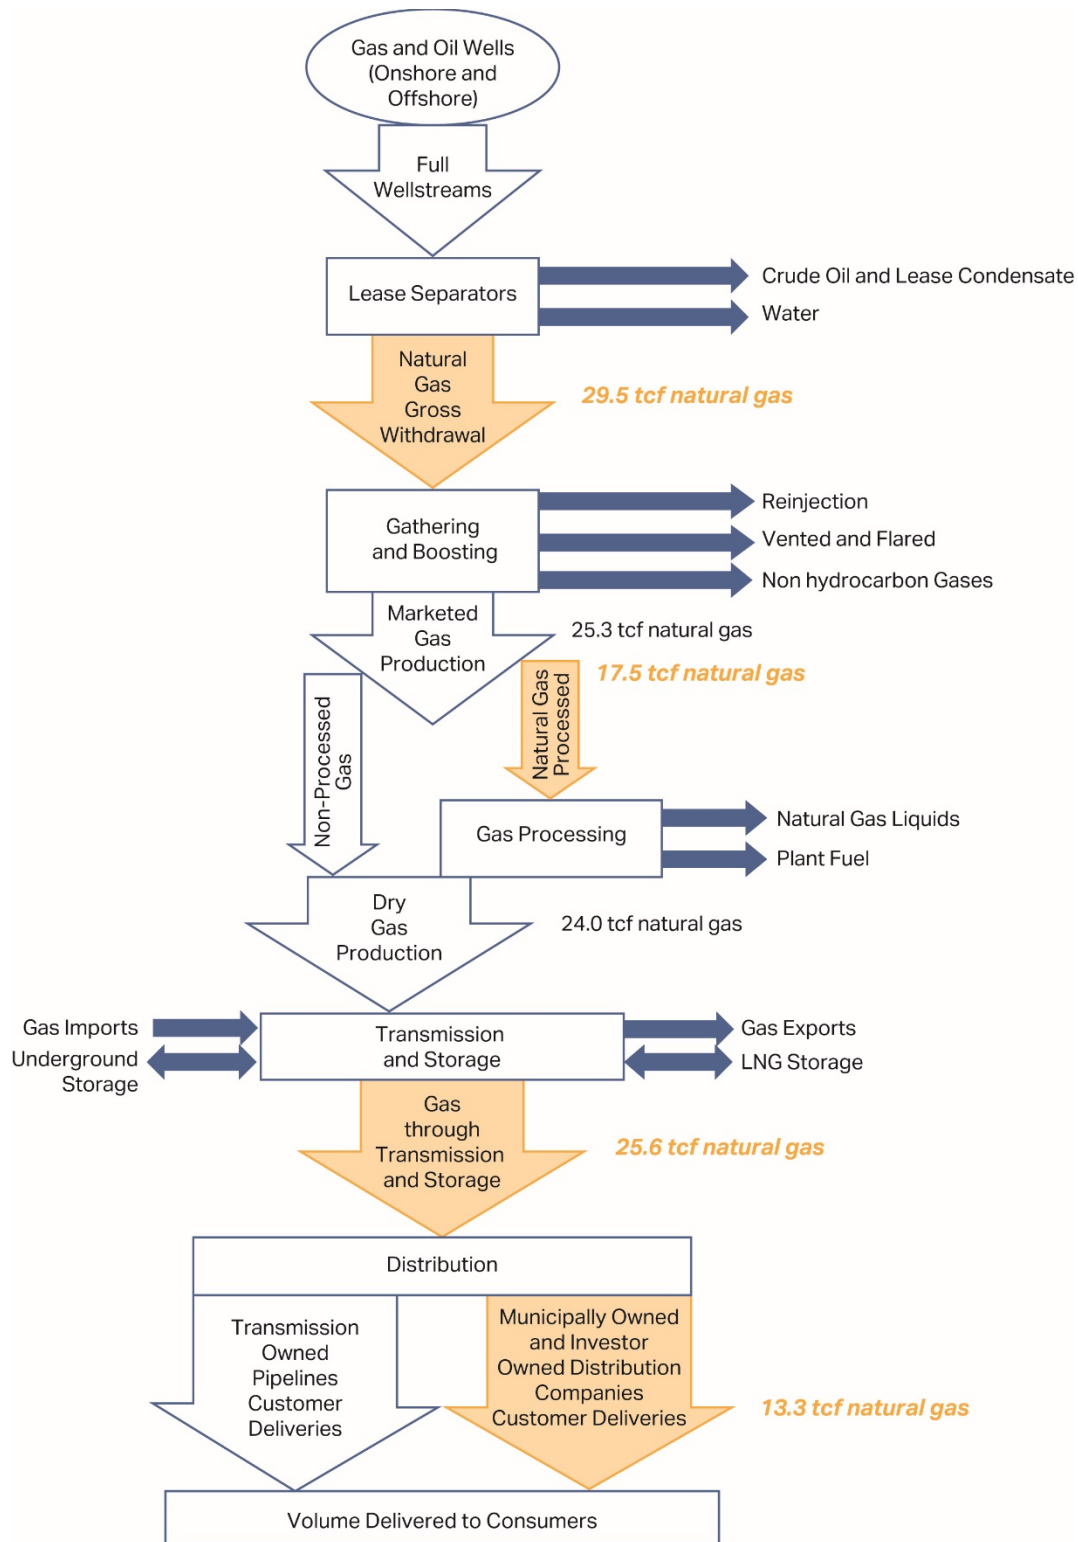 Gas and Oil Wells
(Onshore and
Offshore)
Full
Wellstreams
Lease Separators
Crude Oil and Lease Condensate
Water
Natural
Gas
Gross
Withdrawal
29.5 tcf natural gas
Gathering
and Boosting
Reinjection
Vented and Flared
Non hydrocarbon Gases
Marketed
Gas
Production
25.3 tcf natural gas
17.5 tcf natural gas
Non-Processed
Gas
Natural Gas
Processed
Gas Processing
Natural Gas Liquids
Plant Fuel
Dry
Gas
Production
24.0 tcf natural gas
Gas Imports
Underground
Storage
Transmission
and Storage
Gas Exports
LNG Storage
Gas
through
Transmission
and Storage
25.6 tcf natural gas
Distribution
Transmission
Owned
Pipelines
Customer
Deliveries
Municipally Owned
and Investor
Owned Distribution
Companies
Customer Deliveries
13.3 tcf natural gas
Volume Delivered to Consumers